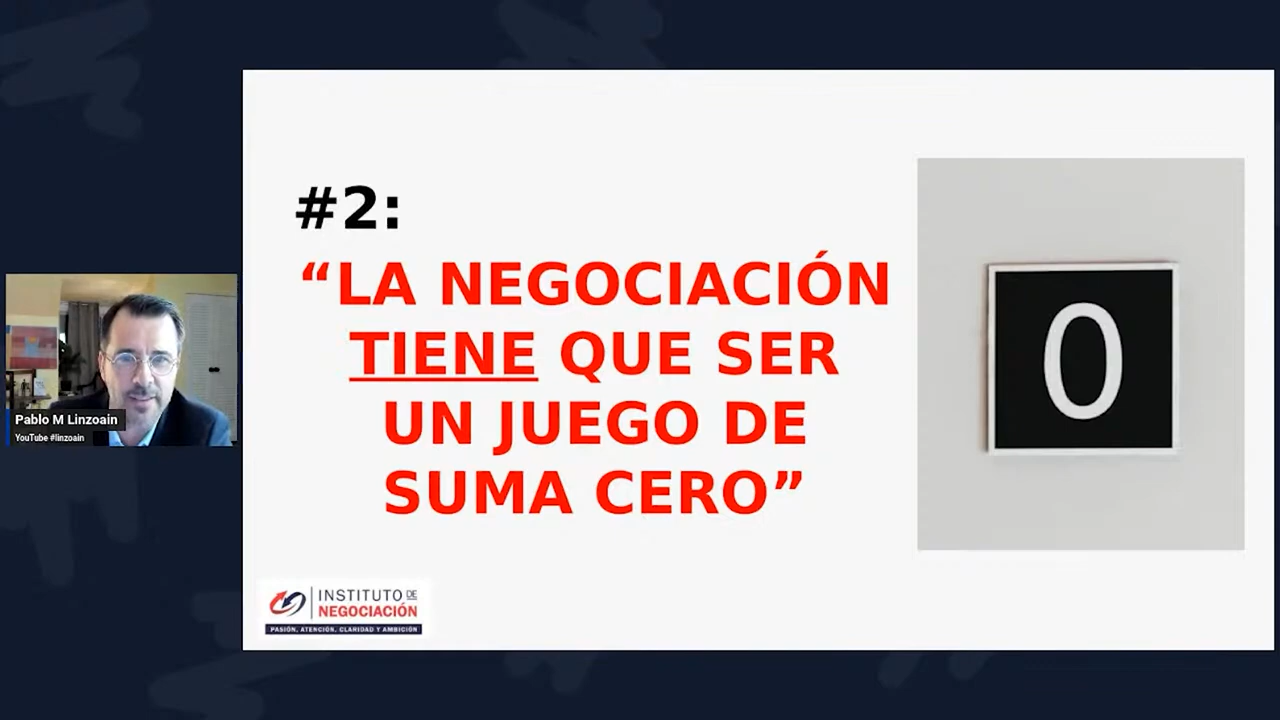 #2:
“LA NEGOCIACIÓN
TIENE QUE SER
UN JUEGO DE
SUMA CERO”
0
Pablo M Linzoain
YouTube #linzoain
INSTITUTO DE
NEGOCIACIÓN
PASIÓN, ATENCIÓN, CLARIDAD Y AMBICIÓN